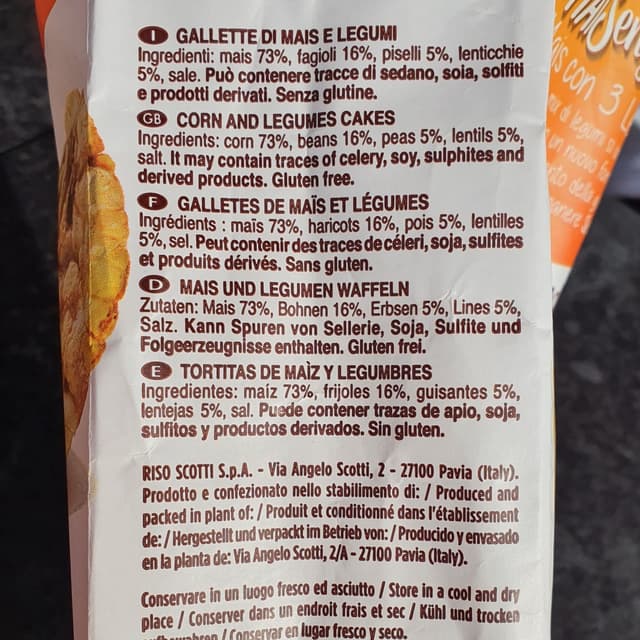 I GALLETTE DI MAIS E LEGUMI
Ingredienti: mais 73%, fagioli 16%, piselli 5%, lenticchie
5%, sale. Può contenere tracce di sedano, soia, solfiti
e prodotti derivati. Senza glutine.
GB CORN AND LEGUMES CAKES
Ingredients: corn 73%, beans 16%, peas 5%, lentils 5%,
salt. It may contain traces of celery, soy, sulphites and
derived products. Gluten free.
F GALLETES DE MAÏS ET LÉGUMES
Ingrédients : maïs 73%, haricots 16%, pois 5%, lentilles
5%, sel. Peut contenir des traces de céleri, soja, sulfites
et produits dérivés. Sans gluten.
D MAIS UND LEGUMEN WAFFELN
Zutaten: Mais 73%, Bohnen 16%, Erbsen 5%, Lines 5%,
Salz. Kann Spuren von Sellerie, Soja, Sulfite und
Folgeerzeugnisse enthalten. Gluten frei.
E TORTITAS DE MAÌZ Y LEGUMBRES
Ingredientes: maíz 73%, frijoles 16%, guisantes 5%,
lentejas 5%, sal. Puede contener trazas de apio, soja,
sulfitos y productos derivados. Sin gluten.
RISO SCOTTI S.p.A. - Via Angelo Scotti, 2 - 27100 Pavia (Italy).
Prodotto e confezionato nello stabilimento di: / Produced and
packed in plant of: / Produit et conditionné dans l'établissement
de: / Hergestellt und verpackt im Betrieb von: / Producido y envasado
en la planta de: Via Angelo Scotti, 2/A - 27100 Pavia (Italy).
Conservare in un luogo fresco ed asciutto / Store in a cool and dry
place / Conserver dans un endroit frais et sec / Kühl und trocken
aufbewahren / Conservar en lugar fresco y seco.
con 3